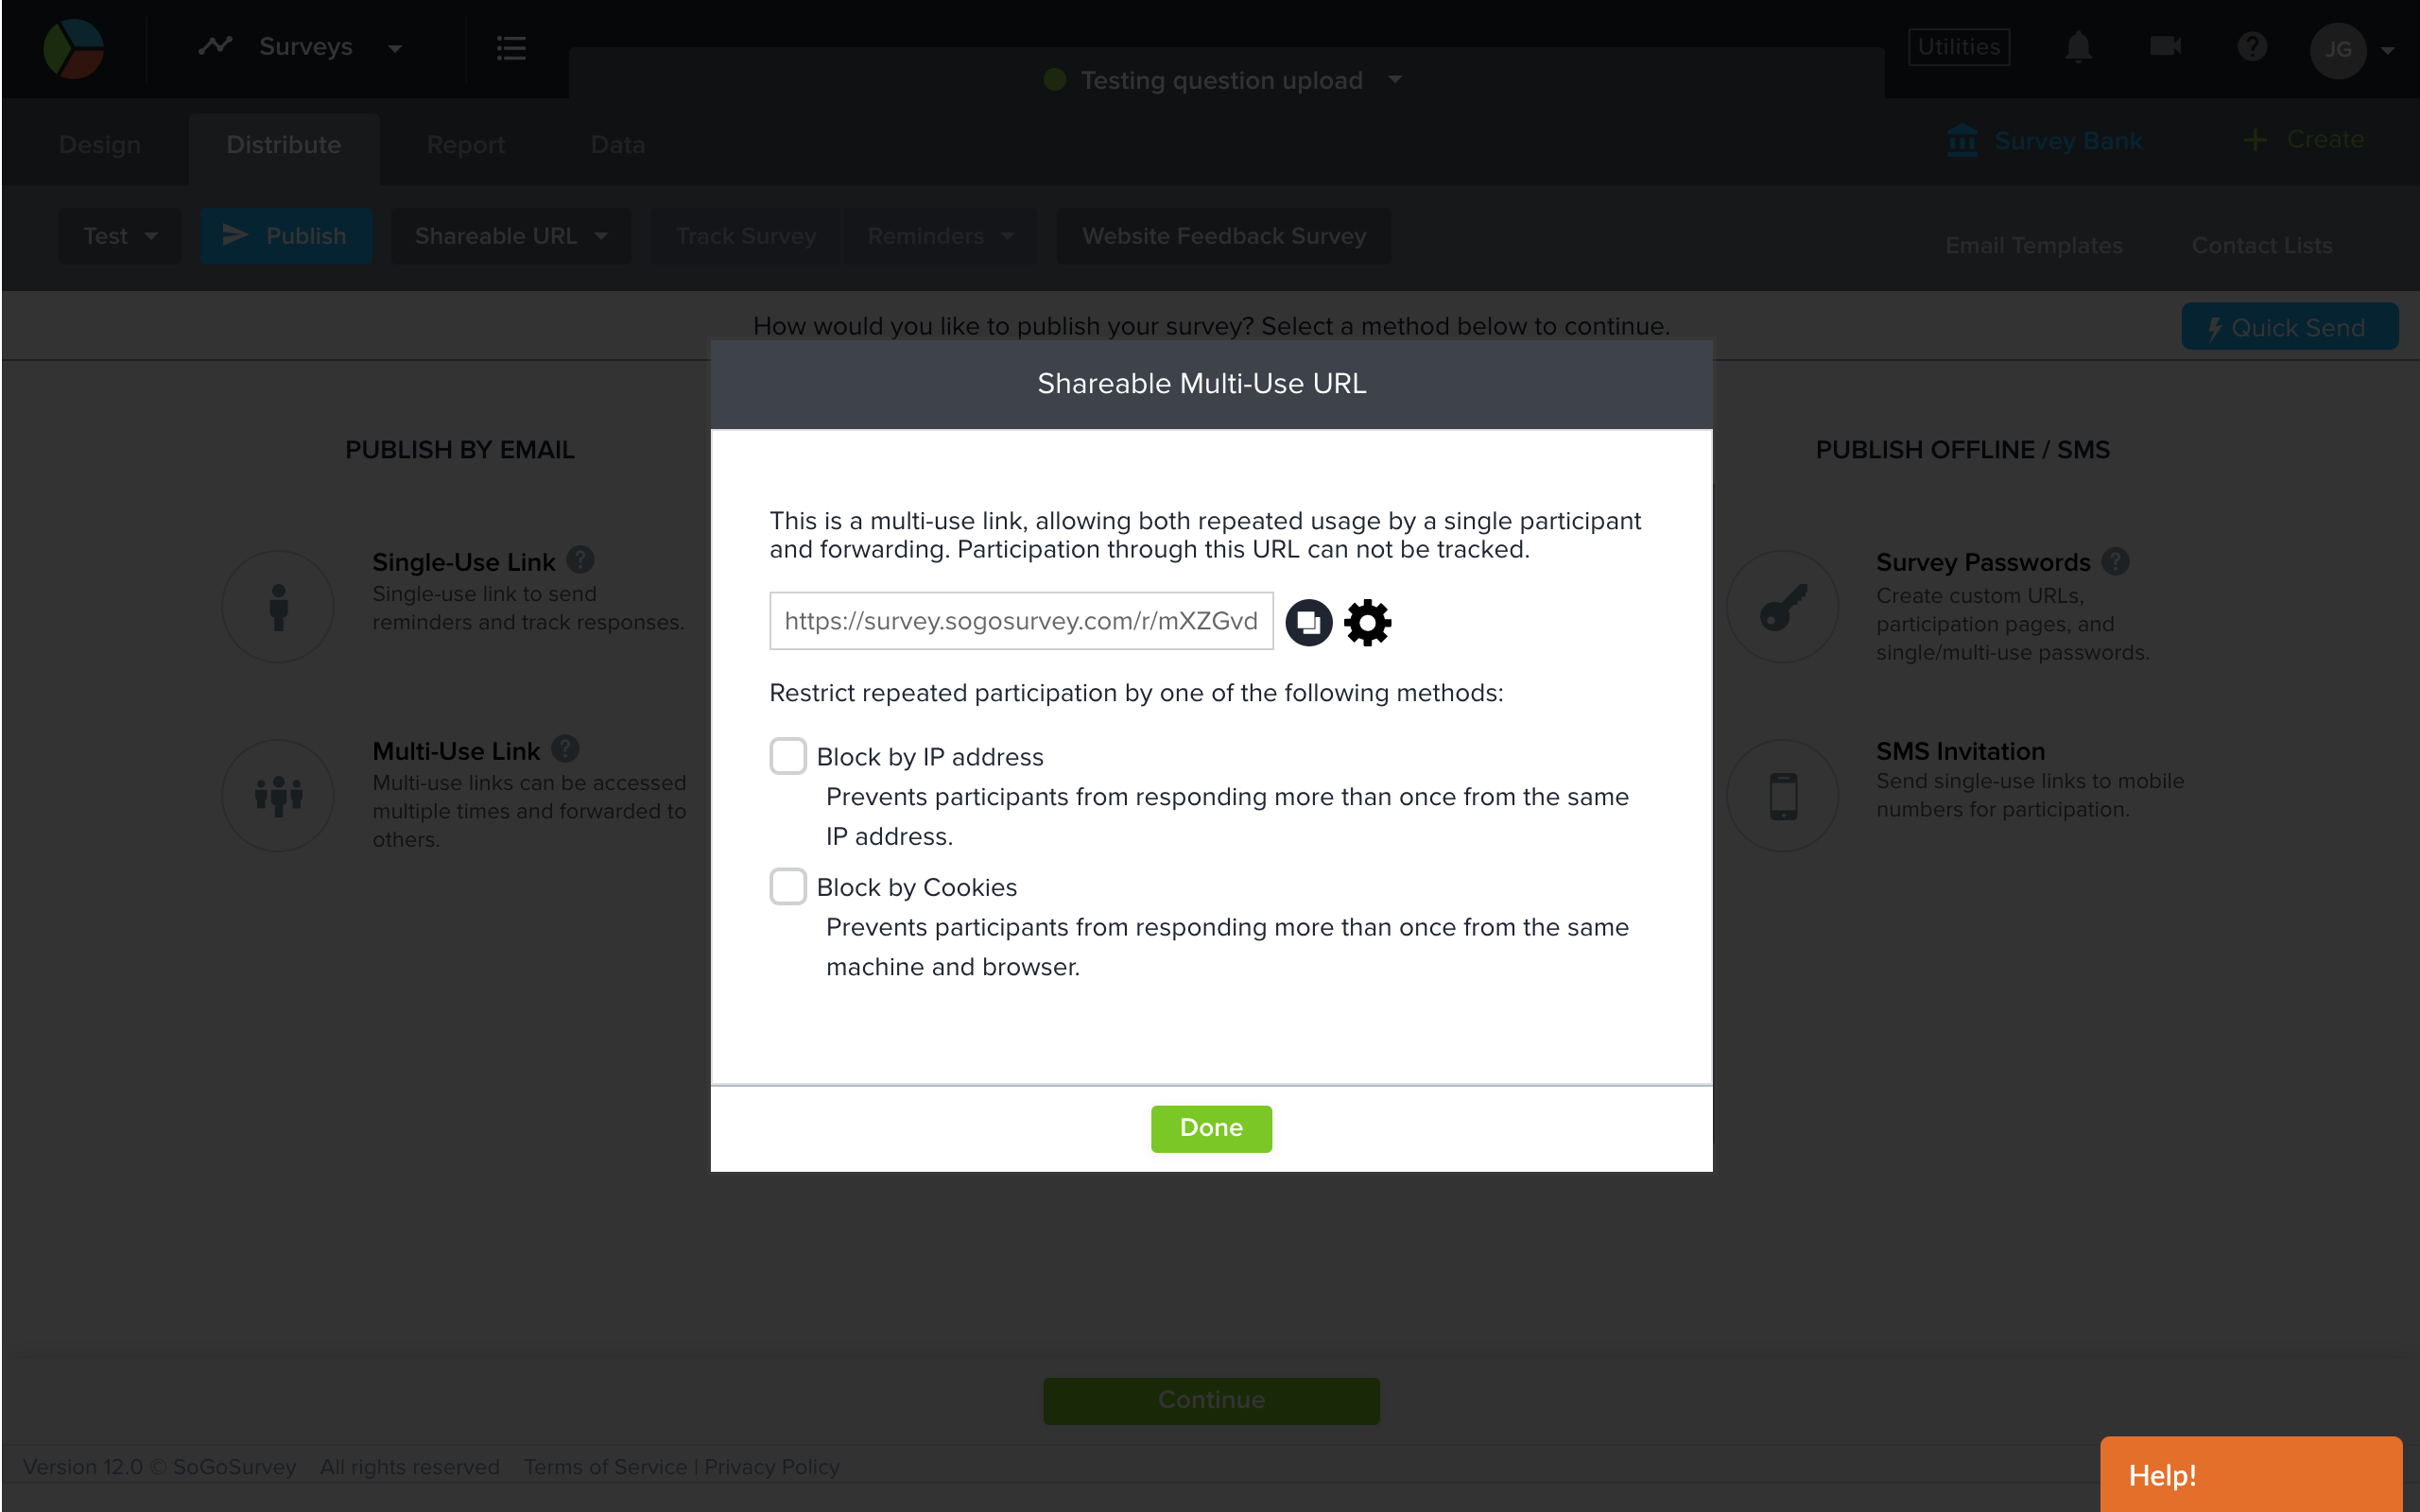 Surveys
Testing question upload
Utilities
?
JG
Design
Distribute
Report
Data
Survey Bank
+ Create
Test
Publish
Shareable URL
Track Survey
Reminders
Website Feedback Survey
Email Templates
Contact Lists
How would you like to publish your survey? Select a method below to continue.
Quick Send
Shareable Multi-Use URL
This is a multi-use link, allowing both repeated usage by a single participant
and forwarding. Participation through this URL can not be tracked.
https://survey.sogosurvey.com/r/mXZGvd
Restrict repeated participation by one of the following methods:
Block by IP address
Prevents participants from responding more than once from the same
IP address.
Block by Cookies
Prevents participants from responding more than once from the same
machine and browser.
Done
PUBLISH BY EMAIL
Single-Use Link ?
Single-use link to send
reminders and track responses.
Multi-Use Link ?
Multi-use links can be accessed
multiple times and forwarded to
others.
PUBLISH OFFLINE / SMS
Survey Passwords ?
Create custom URLs,
participation pages, and
single/multi-use passwords.
SMS Invitation
Send single-use links to mobile
numbers for participation.
Continue
Version 12.0 © SoGoSurvey All rights reserved Terms of Service | Privacy Policy
Help!